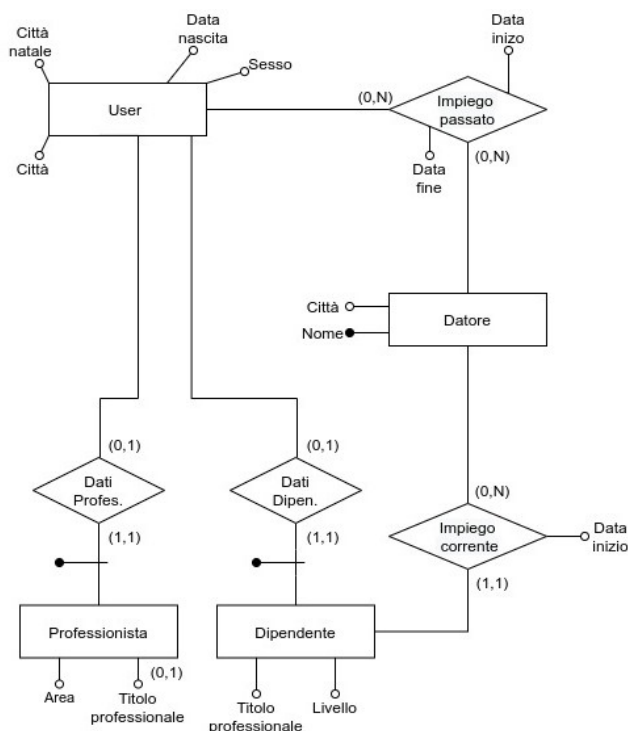 Città
natale
Data
nascita
Sesso
User
Città
(0,N)
Impiego
passato
Data
inizo
Data
fine
(0,N)
Città
Nome
Datore
(0,1)
Dati
Profes.
(1,1)
(0,1)
Dati
Dipen.
(1,1)
(0,N)
Impiego
corrente
Data
inizio
(1,1)
Professionista
Area
(0,1)
Titolo
professionale
Dipendente
Titolo
professionale
Livello